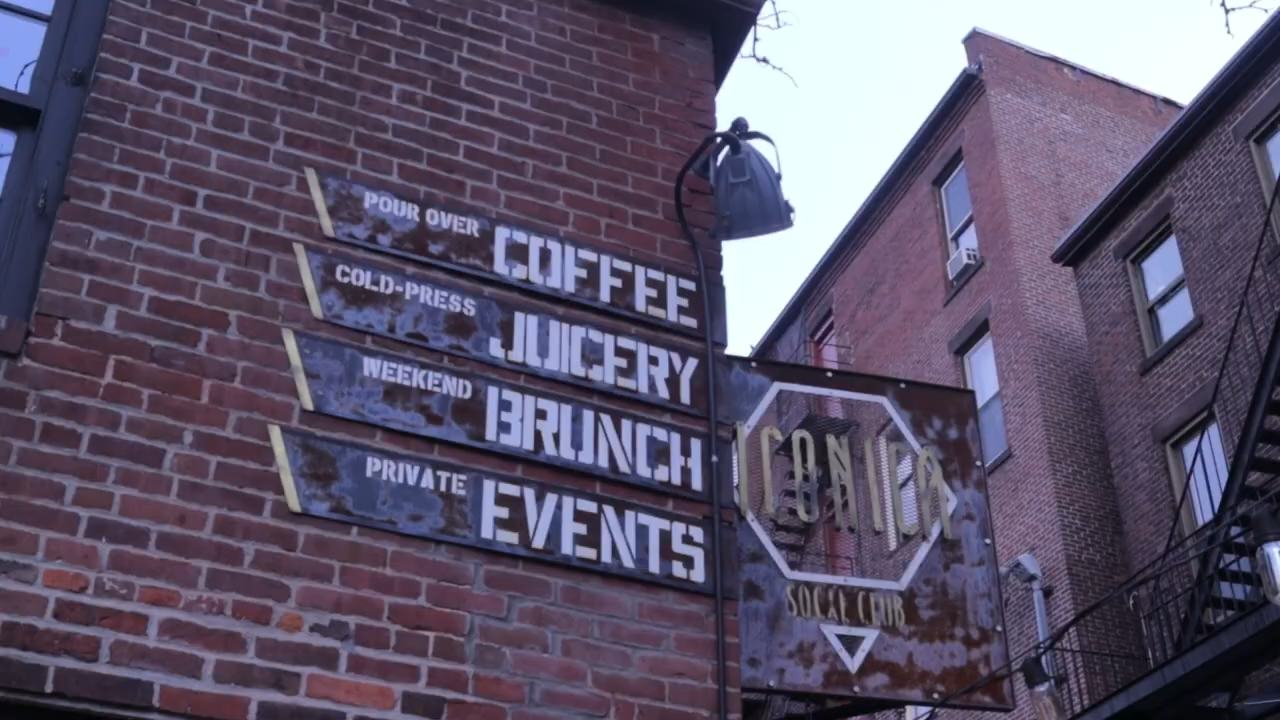 POUR OVER COFFEE
COLD-PRESS JUICERY
WEEKEND BRUNCH
PRIVATE EVENTS
ICONICA
SOCIAL CLUB